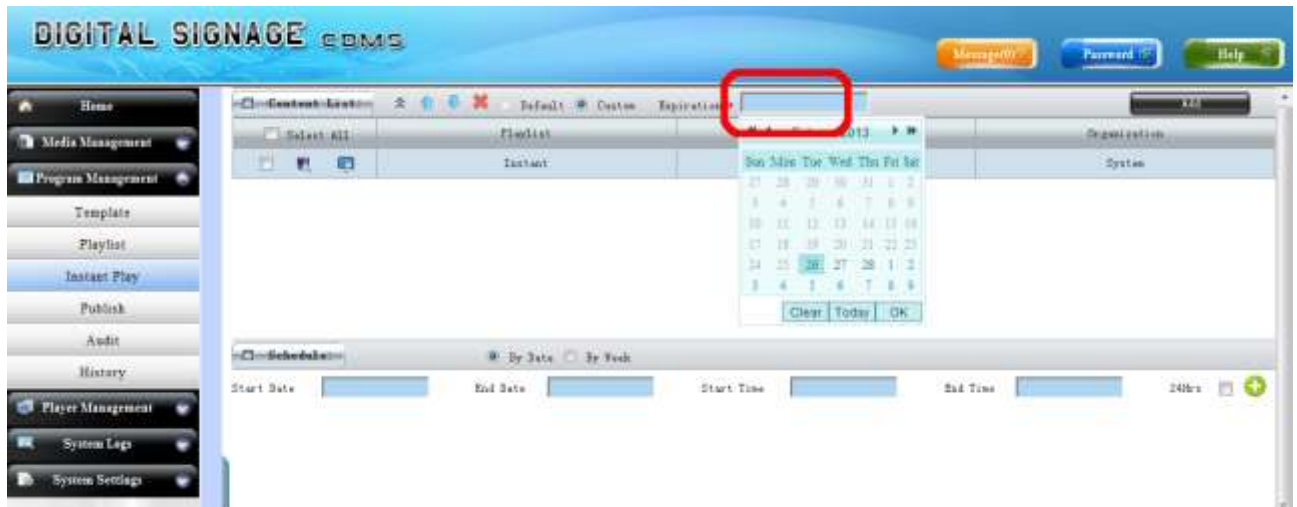 DIGITAL SIGNAGE CDMS
Message(0) Password Help
Home
Media Management
Program Management
Template
Playlist
Instant Play
Publish
Audit
History
Player Management
System Logs
System Settings
Content List Default Custom Expiration Add
Select All Playlist Organization
Instant System
2013
Sun Mon Tue Wed Thu Fri Sat
27 28 29 30 31 1 2
3 4 5 6 7 8 9
10 11 12 13 14 15 16
17 18 19 20 21 22 23
24 25 26 27 28 1 2
3 4 5 6 7 8 9
Clear Today OK
Schedule By Date By Week
Start Date End Date Start Time End Time 24Hrs